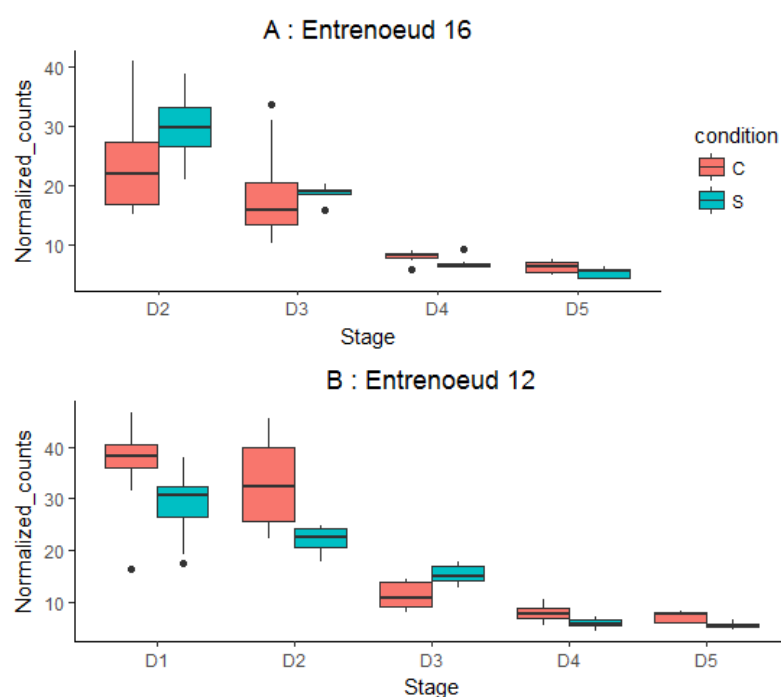 A : Entrenoeud 16
Normalized_counts
40
30
20
10
D2 D3 D4 D5
Stage
condition
C
S
B : Entrenoeud 12
Normalized_counts
40
30
20
10
D1 D2 D3 D4 D5
Stage